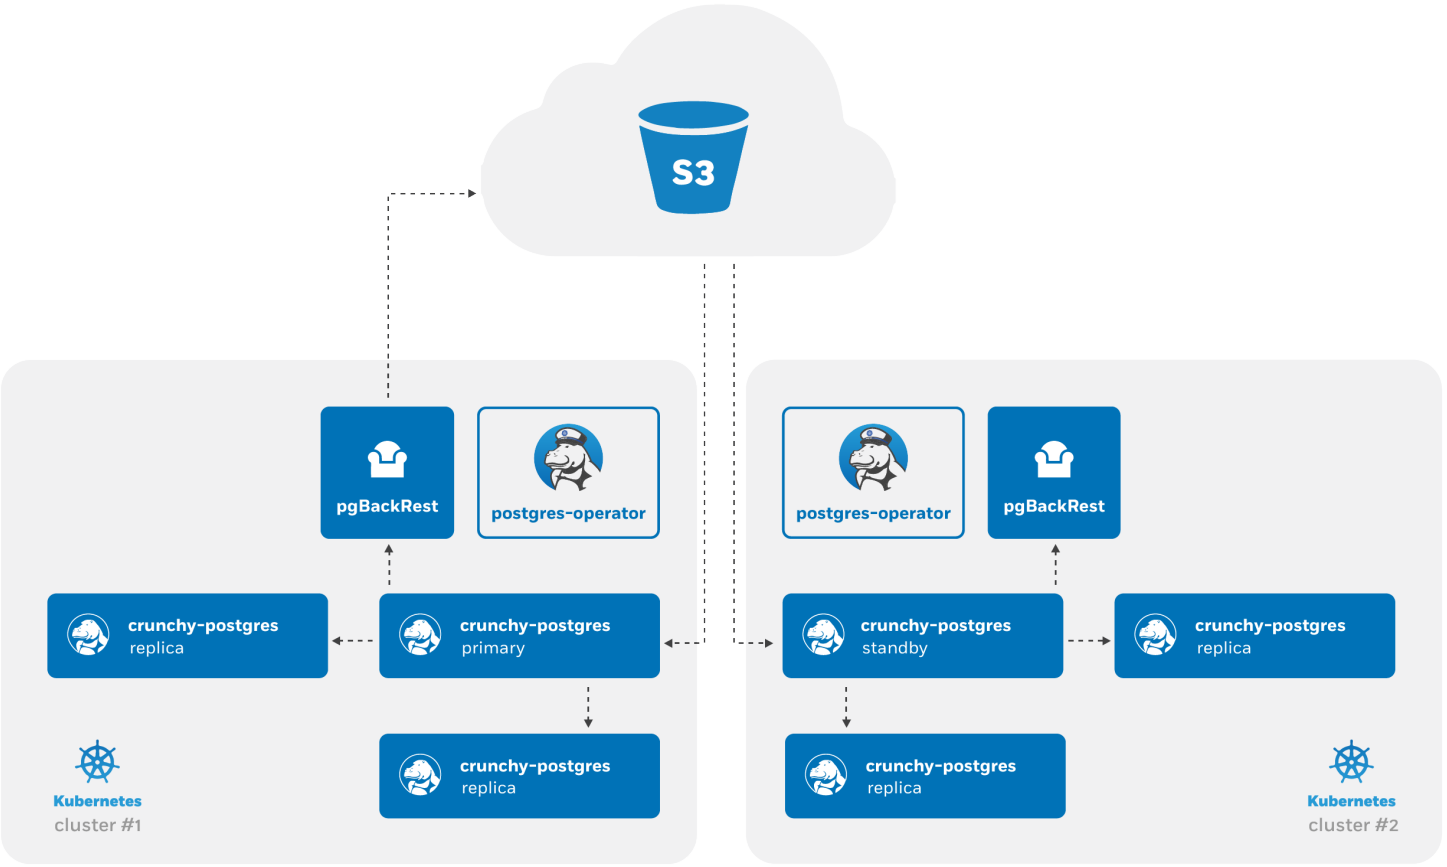 S3
pgBackRest
postgres-operator
crunchy-postgres
replica
crunchy-postgres
primary
crunchy-postgres
replica
Kubernetes
cluster #1
postgres-operator
pgBackRest
crunchy-postgres
standby
crunchy-postgres
replica
crunchy-postgres
replica
Kubernetes
cluster #2